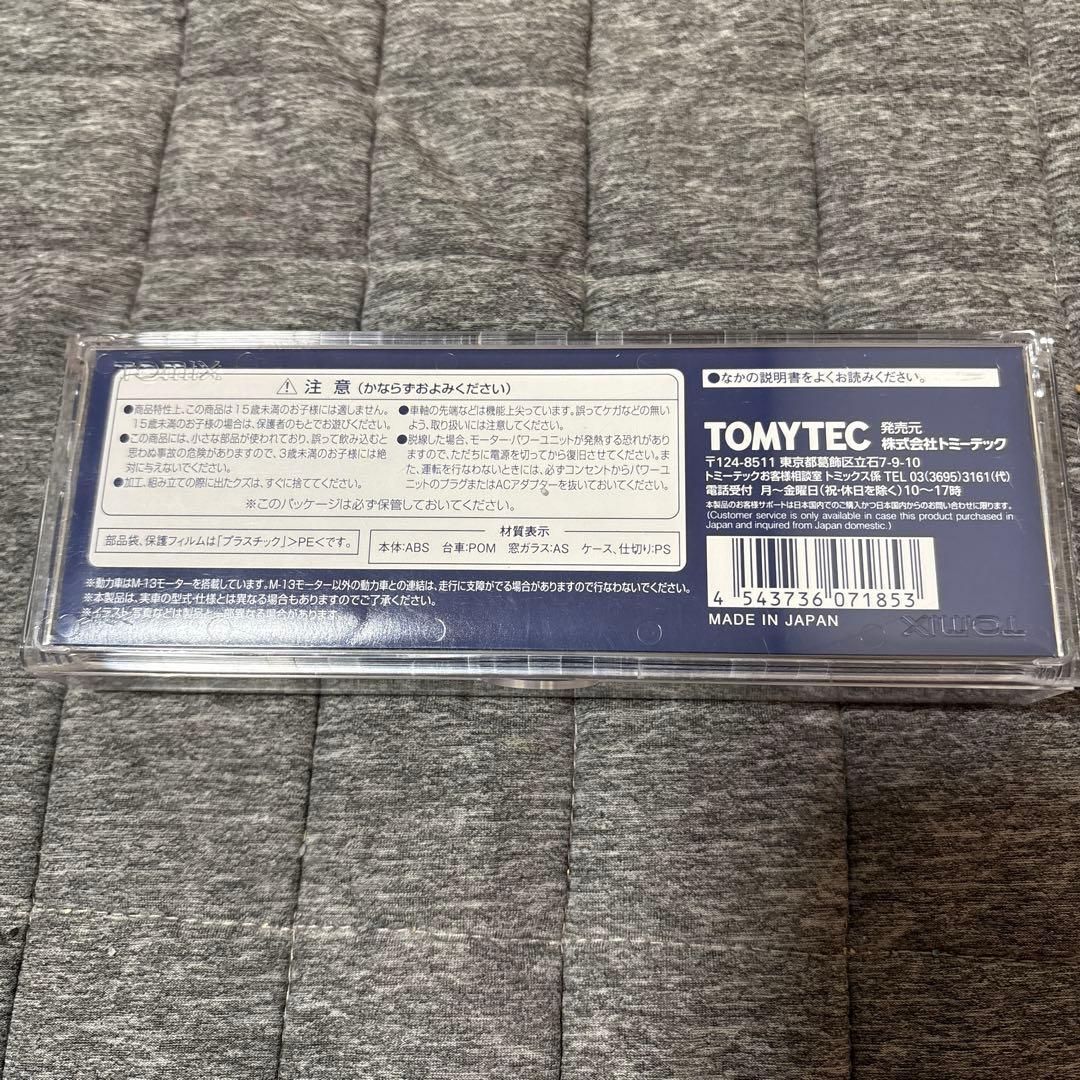 TOMIX
⚠ 注意 (かならずおよみください)
●商品特性上、この商品は15歳未満のお子様には適しません。
15歳未満のお子様の場合は、保護者のもとでお遊びください。
●この商品には、小さな部品が使われており、誤って飲み込むと
思わぬ事故の危険がありますので、3歳未満のお子様には絶
対に与えないでください。
●加工、組み立ての際に出たクズは、すぐに捨ててください。
●車軸の先端などは機能上尖っています。誤ってケガなどの無い
よう、取り扱いには注意してください。
●脱線した場合、モーター・パワーユニットが発熱する恐れがあり
ますので、ただちに電源を切ってから復旧させてください。ま
た、運転を行なわないときには、必ずコンセントからパワーユ
ニットのプラグまたはACアダプターを抜いておいてください。
※このパッケージは必ず保管しておいてください。
部品袋、保護フィルムは「プラスチック」>PE<です。
材質表示
本体:ABS 台車:POM 窓ガラス:AS ケース、仕切り:PS
※動力車はM-13モーターを搭載しています。M-13モーター以外の動力車との連結は、走行に支障がでる場合がありますので行なわないでください。
※本製品は、実車の型式・仕様とは異なる場合もありますのでご了承ください。
※イラスト・写真などは製品と一部異なる場合があります。
●なかの説明書をよくお読みください。
TOMYTEC 発売元 株式会社トミーテック
〒124-8511 東京都葛飾区立石7-9-10
トミーテックお客様相談室 トミックス係 TEL 03(3695)3161(代)
電話受付 月〜金曜日(祝・休日を除く)10〜17時
本製品のお客様サポートは日本国内でのご購入かつ日本国内からのお問い合わせに限ります。
(Customer service is only available in case this product purchased in
Japan and inquired from Japan domestic.)
4 543736 071853
MADE IN JAPAN
TOMIX